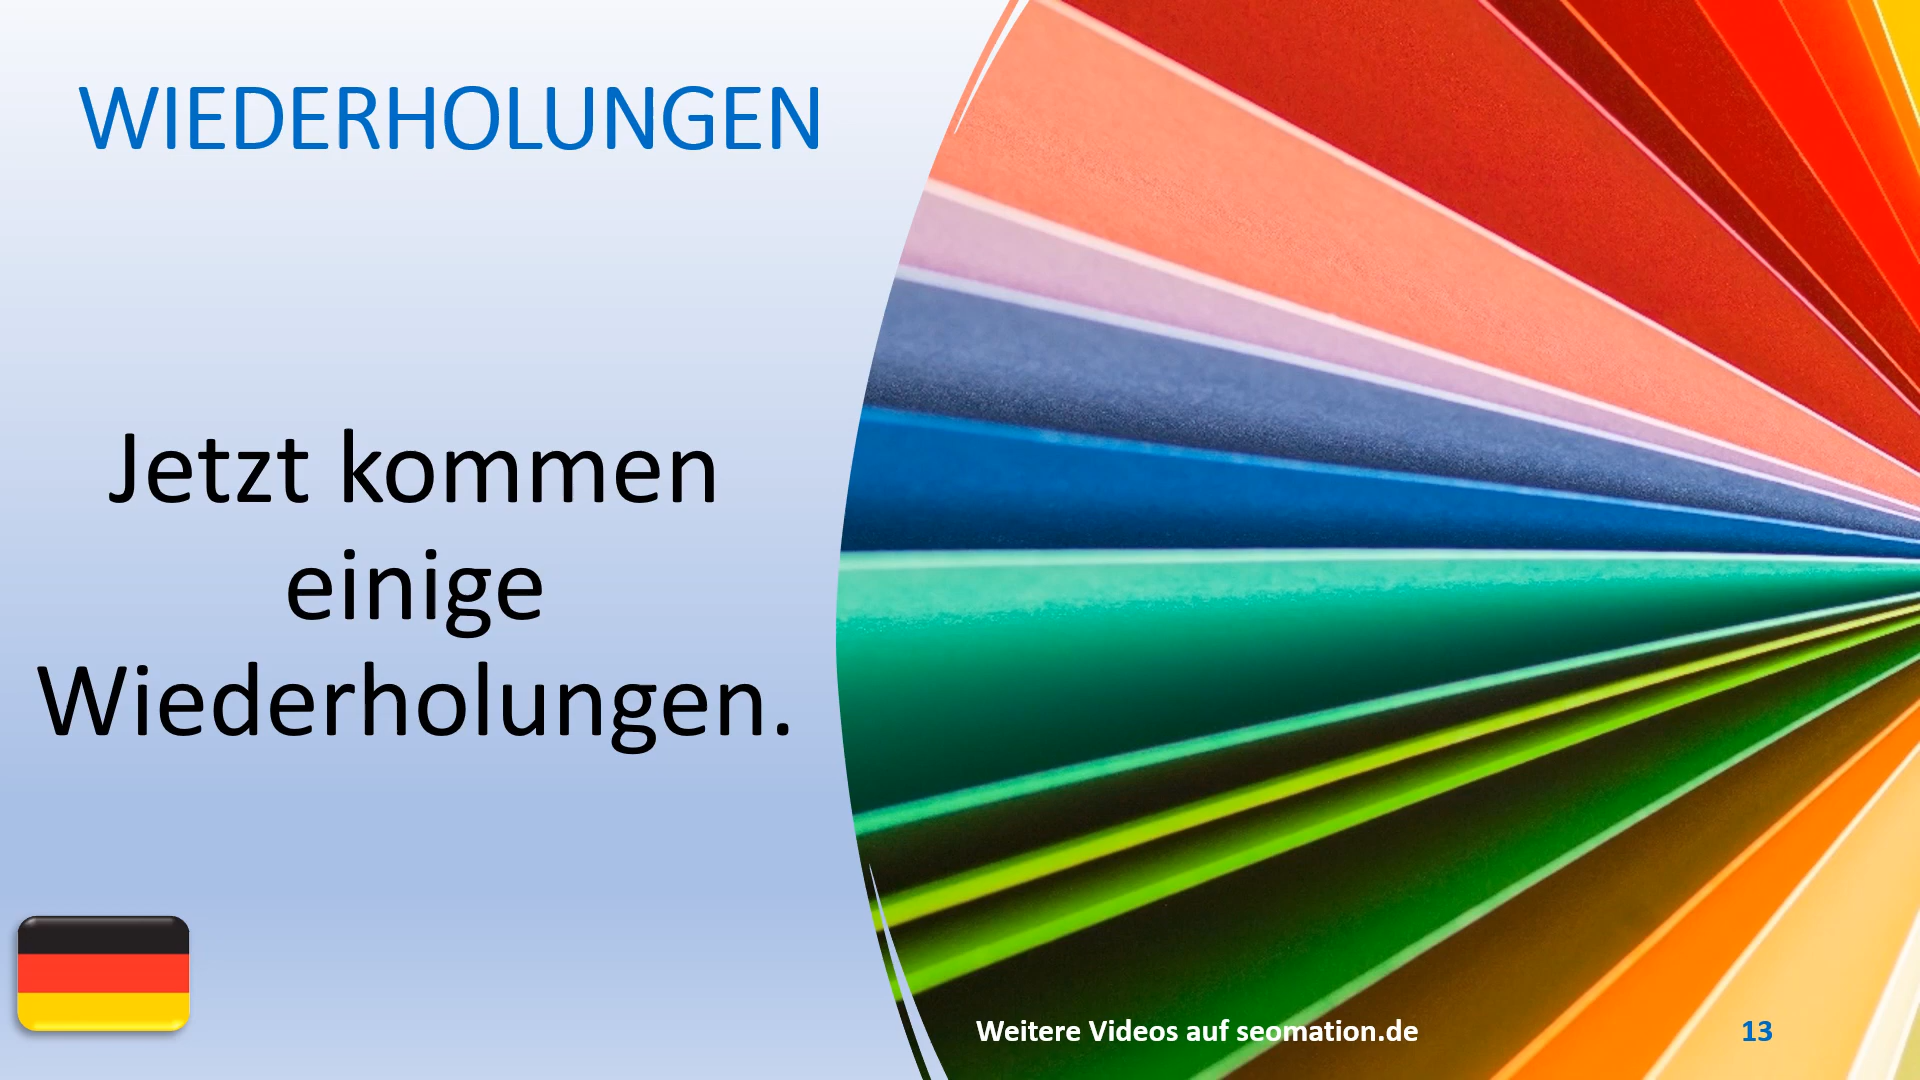 WIEDERHOLUNGEN
Jetzt kommen
einige
Wiederholungen.
Weitere Videos auf seomation.de
13